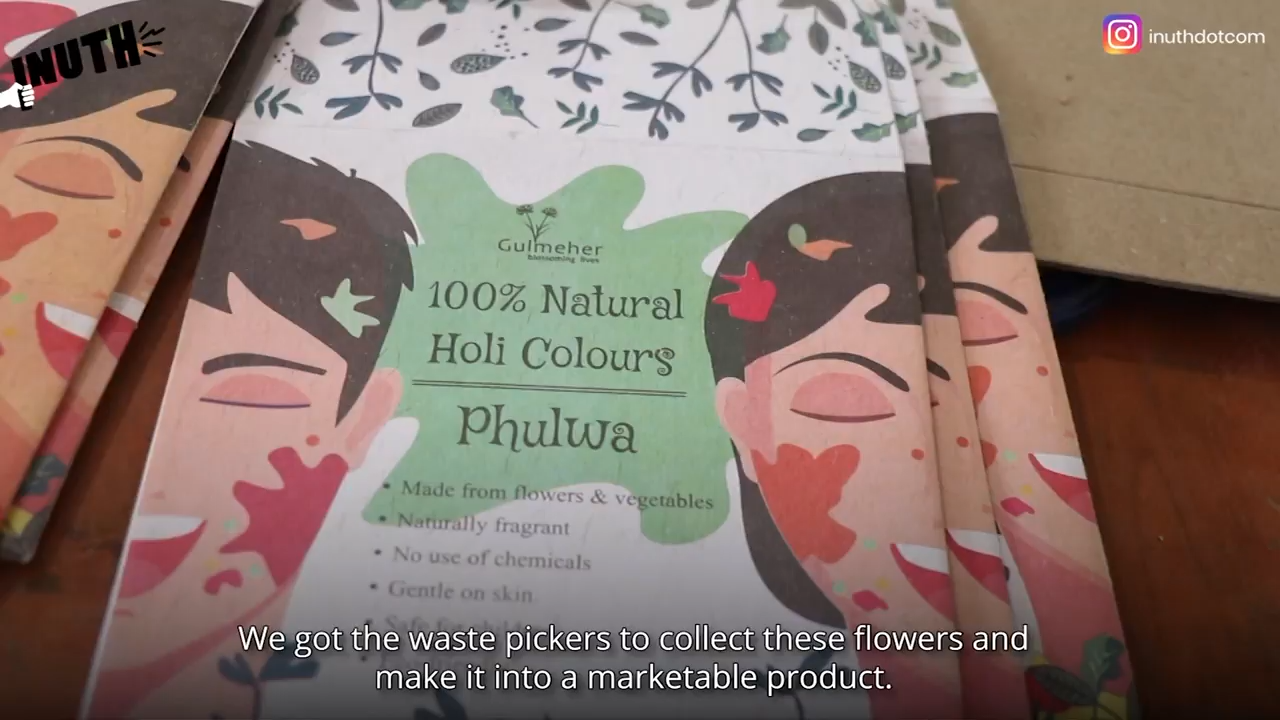 INUTH
inuthdotcom
Gulmeher
blossoming lives
100% Natural
Holi Colours
Phulwa
• Made from flowers & vegetables
• Naturally fragrant
• No use of chemicals
• Gentle on skin
Safe for
We got the waste pickers to collect these flowers and
make it into a marketable product.